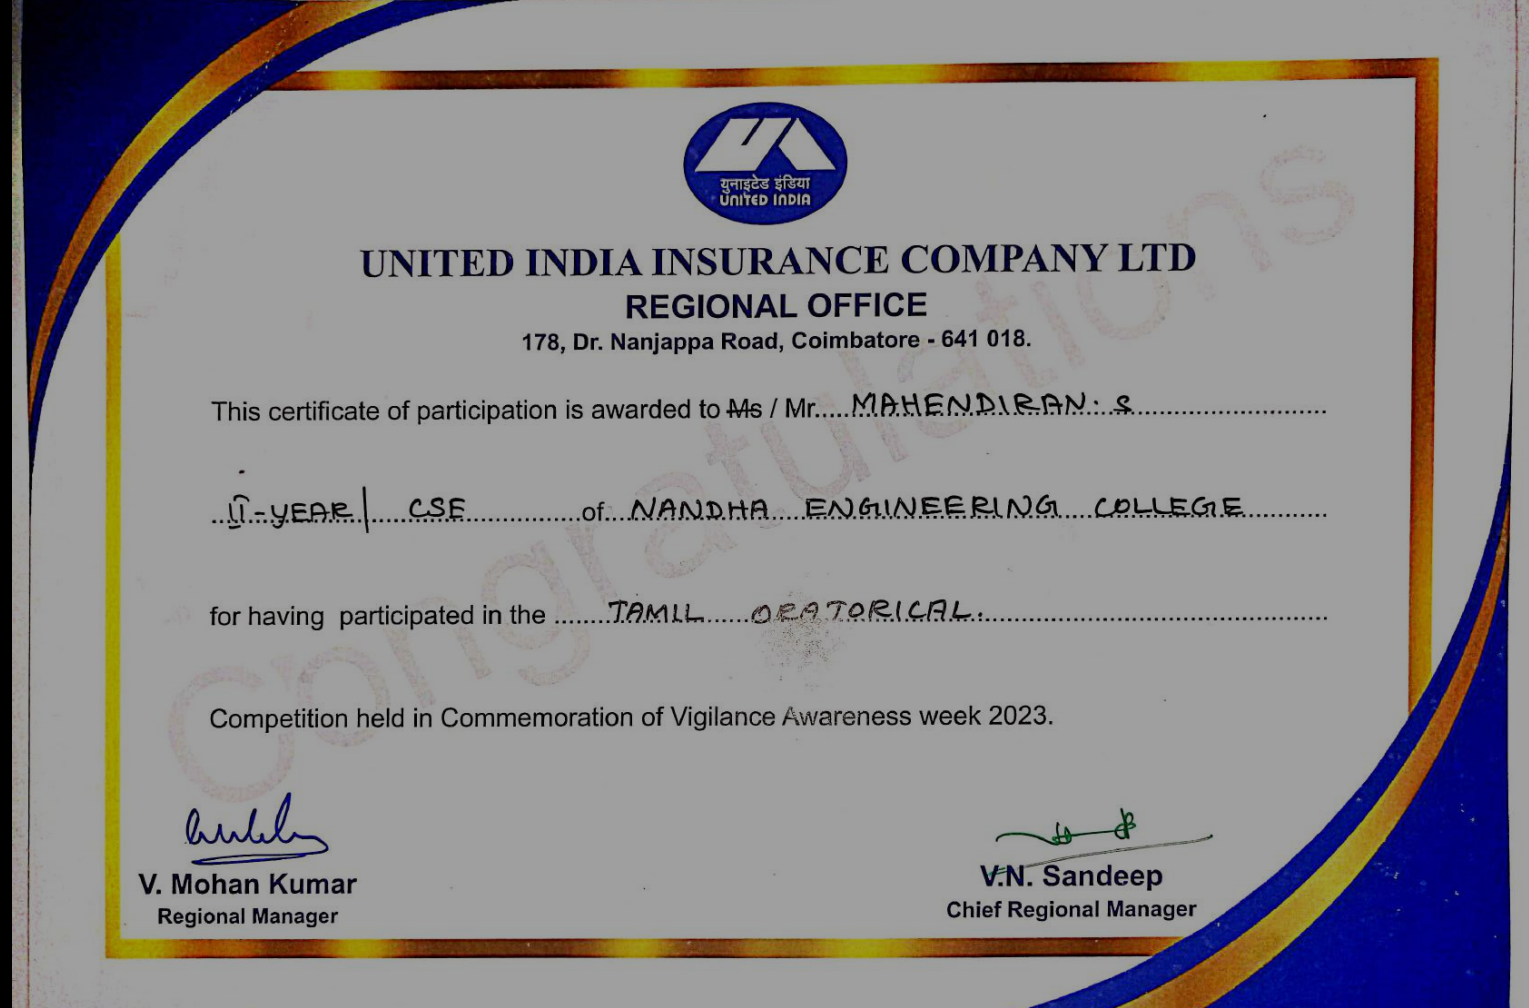 युनाइटेड इंडिया
UNITED INDIA
UNITED INDIA INSURANCE COMPANY LTD
REGIONAL OFFICE
178, Dr. Nanjappa Road, Coimbatore - 641 018.
Congratulations
This certificate of participation is awarded to Ms / Mr..... MAHENDIRAN. S
II-YEAR| CSE of NANDHA ENGINEERING COLLEGE
for having participated in the ........TAMIL ORATORICAL.
Competition held in Commemoration of Vigilance Awareness week 2023.
V. Mohan Kumar
Regional Manager
V.N. Sandeep
Chief Regional Manager